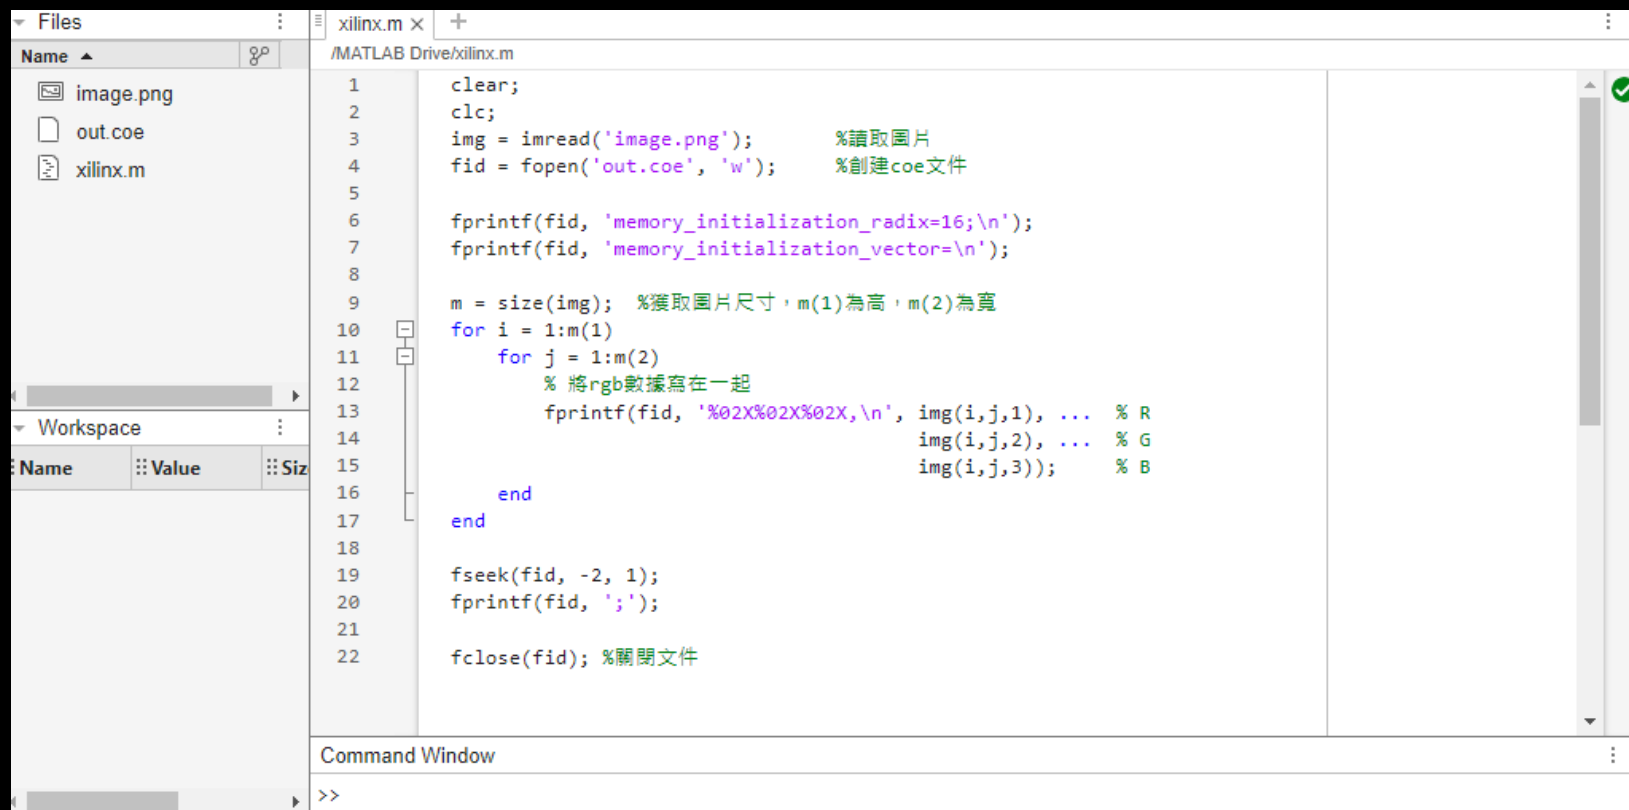 Files
Name
image.png
out.coe
xilinx.m
Workspace
Name Value Siz
xilinx.m
/MATLAB Drive/xilinx.m
1 clear;
2 clc;
3 img = imread('image.png'); %讀取圖片
4 fid = fopen('out.coe', 'w'); %創建coe文件
5
6 fprintf(fid, 'memory_initialization_radix=16;\n');
7 fprintf(fid, 'memory_initialization_vector=\n');
8
9 m = size(img); %獲取圖片尺寸，m(1)為高，m(2)為寬
10 for i = 1:m(1)
11 for j = 1:m(2)
12 % 將rgb數據寫在一起
13 fprintf(fid, '%02X%02X%02X,\n', img(i,j,1), ... % R
14 img(i,j,2), ... % G
15 img(i,j,3)); % B
16 end
17 end
18
19 fseek(fid, -2, 1);
20 fprintf(fid, ';');
21
22 fclose(fid); %關閉文件
Command Window
>>